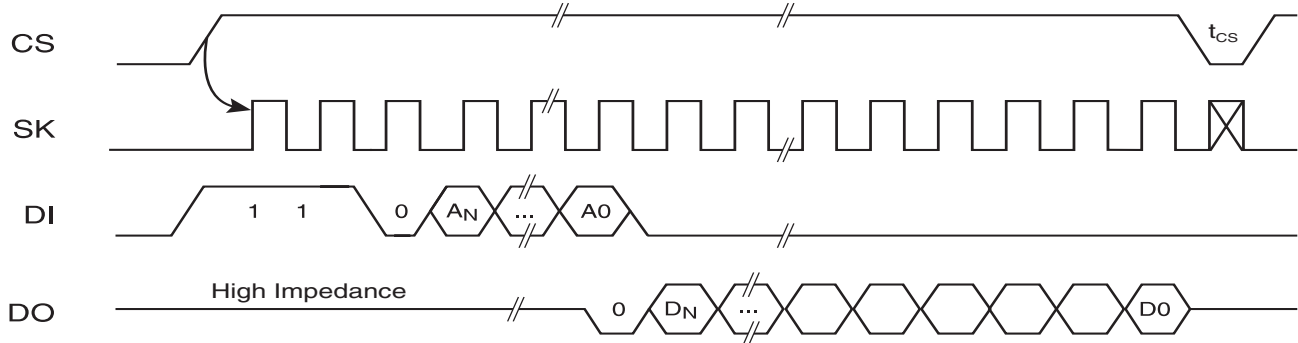 CS t_CS
SK
DI 1 1 0 A_N ... A0
High Impedance
DO 0 D_N ... D0